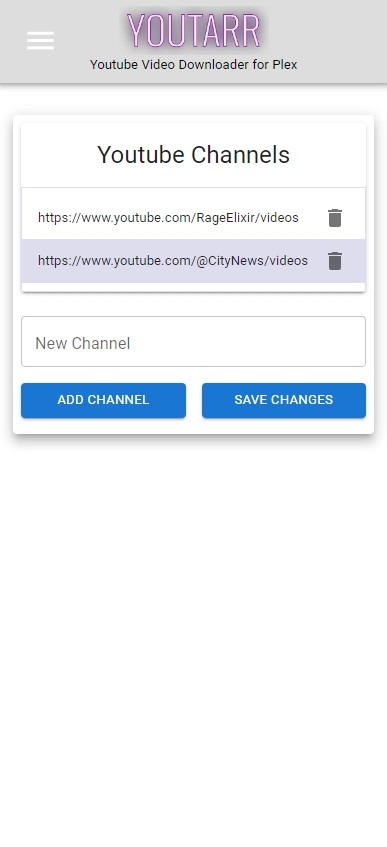 YOUTARR
Youtube Video Downloader for Plex
Youtube Channels
https://www.youtube.com/RageElixir/videos
https://www.youtube.com/@CityNews/videos
New Channel
ADD CHANNEL
SAVE CHANGES